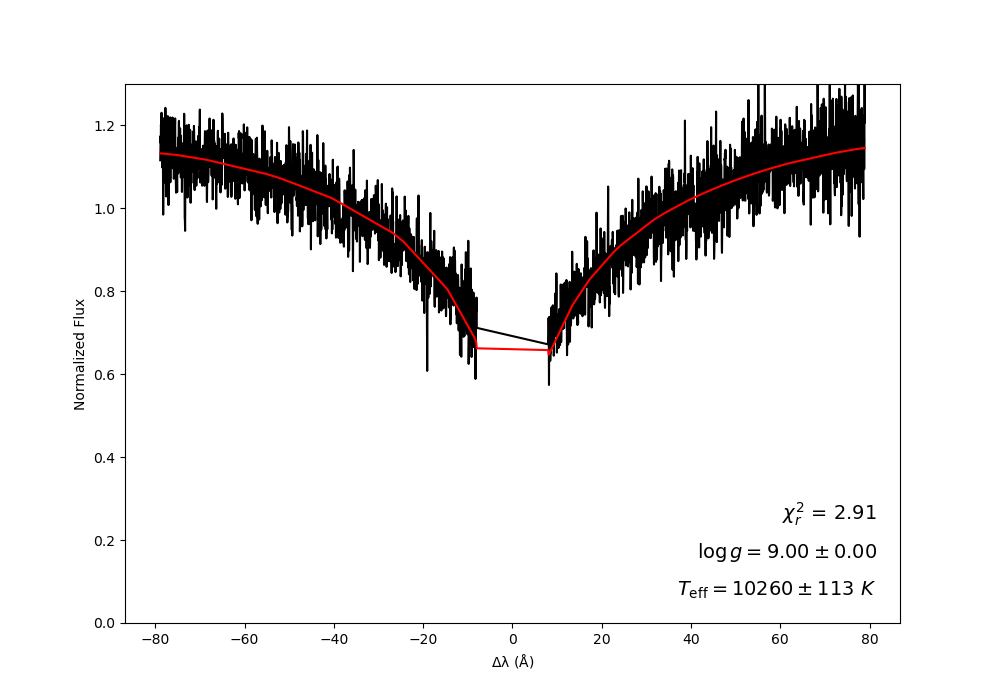 1.2
1.0
0.8
0.6
0.4
0.2
0.0
Normalized Flux
χ²ᵣ = 2.91
log g = 9.00 ± 0.00
T_eff = 10260 ± 113 K
−80 −60 −40 −20 0 20 40 60 80
Δλ (Å)